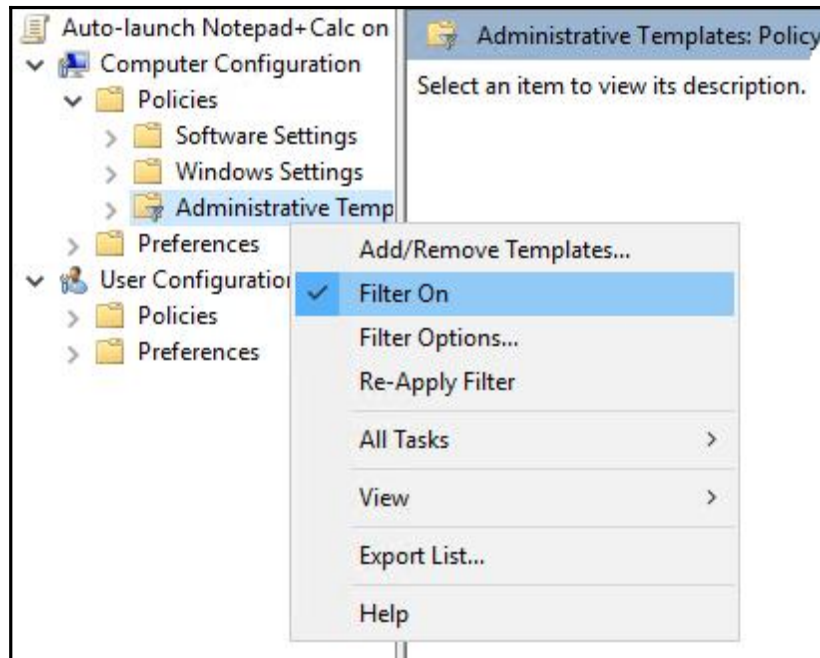 Auto-launch Notepad+Calc on
Computer Configuration
Policies
Software Settings
Windows Settings
Administrative Temp
Preferences
User Configuration
Policies
Preferences
Administrative Templates: Policy
Select an item to view its description.
Add/Remove Templates...
Filter On
Filter Options...
Re-Apply Filter
All Tasks
View
Export List...
Help